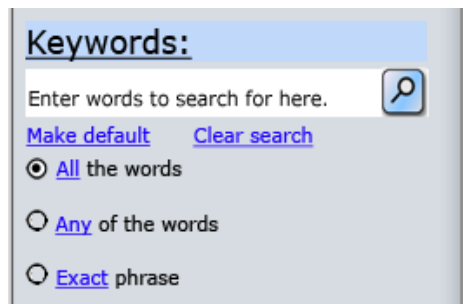 Keywords:
Enter words to search for here.
Make default Clear search
All the words
Any of the words
Exact phrase